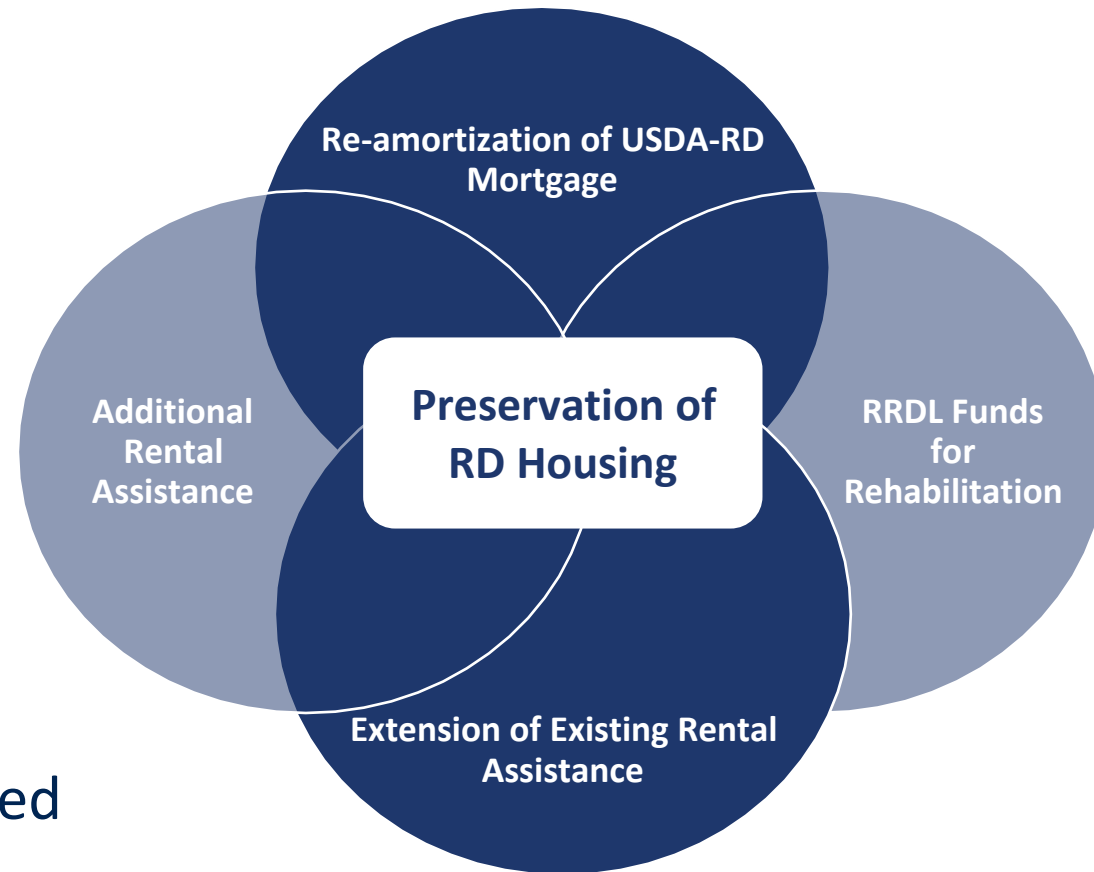 Re-amortization of USDA-RD
Mortgage
Additional
Rental
Assistance
Preservation of
RD Housing
RRDL Funds
for
Rehabilitation
Extension of Existing Rental
Assistance
ed